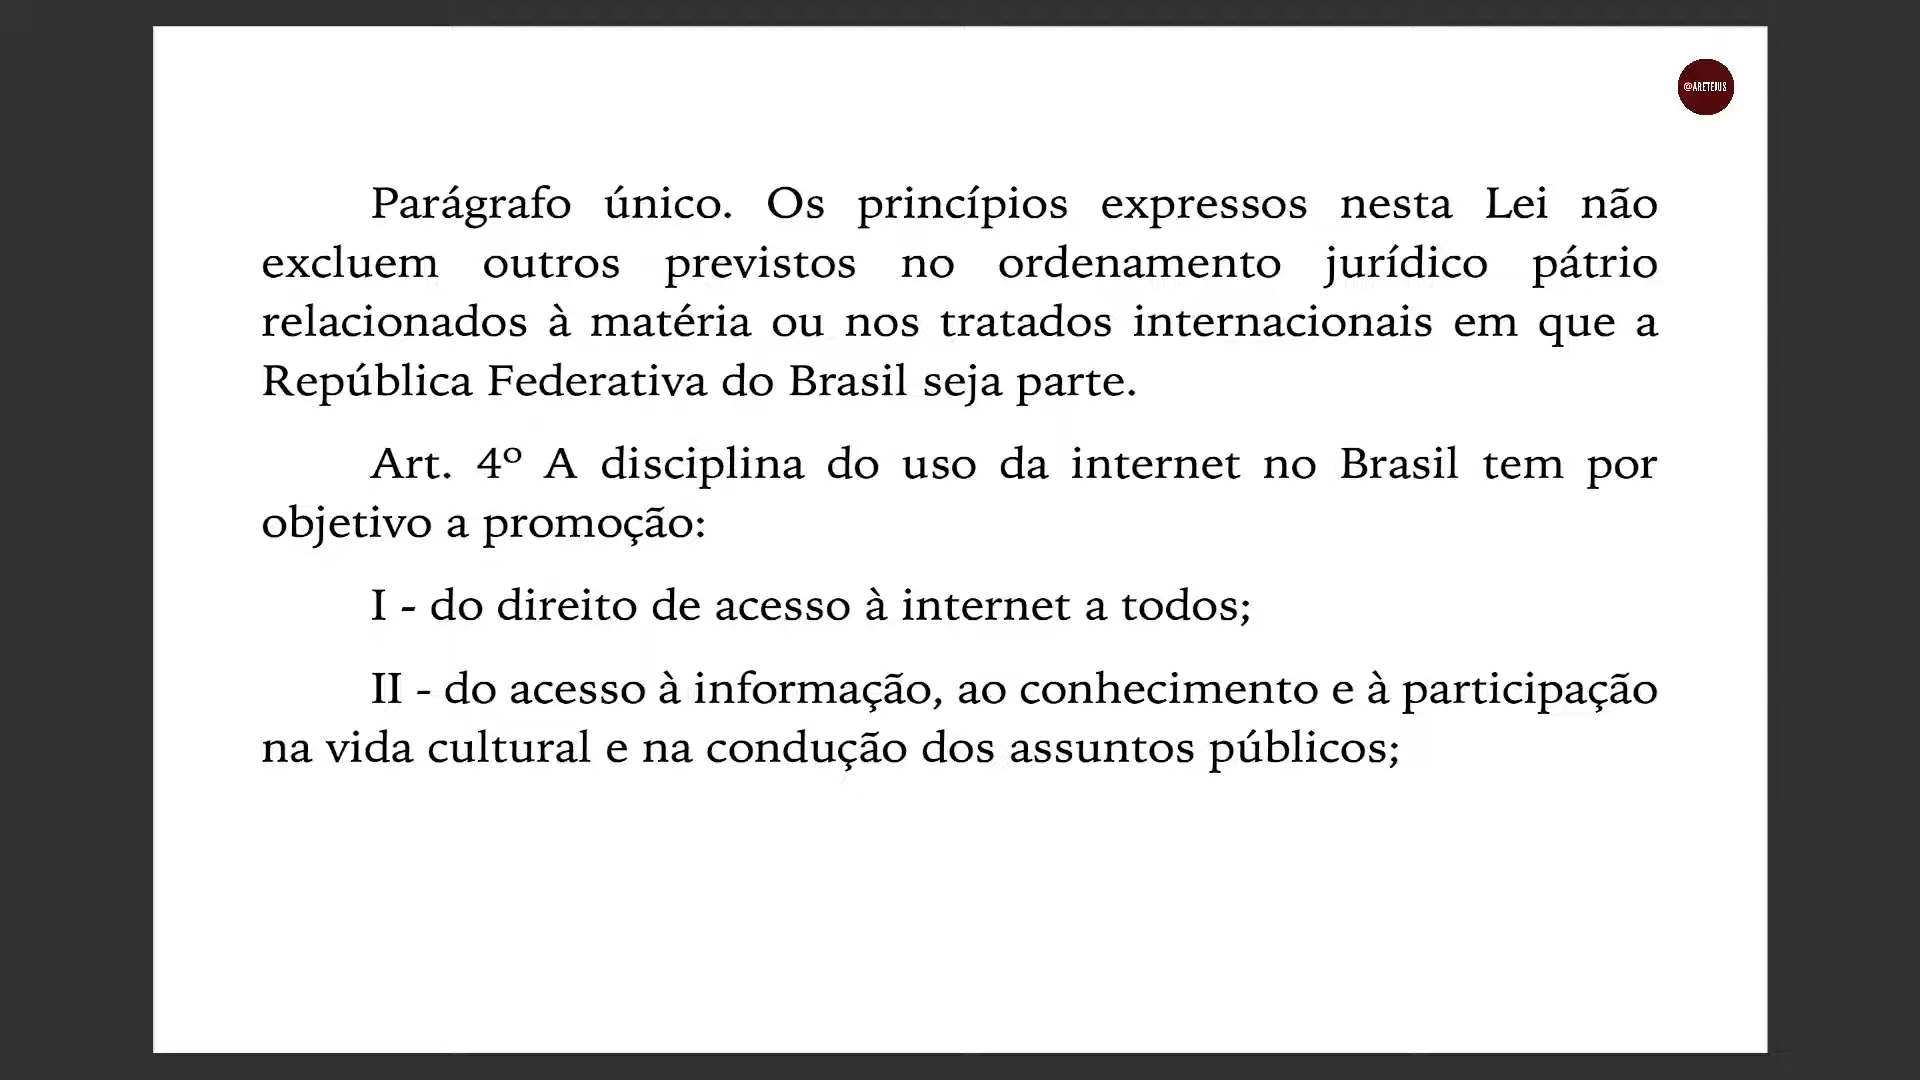 @ARETEJUS
Parágrafo único. Os princípios expressos nesta Lei não
excluem outros previstos no ordenamento jurídico pátrio
relacionados à matéria ou nos tratados internacionais em que a
República Federativa do Brasil seja parte.
Art. 4º A disciplina do uso da internet no Brasil tem por
objetivo a promoção:
I - do direito de acesso à internet a todos;
II - do acesso à informação, ao conhecimento e à participação
na vida cultural e na condução dos assuntos públicos;